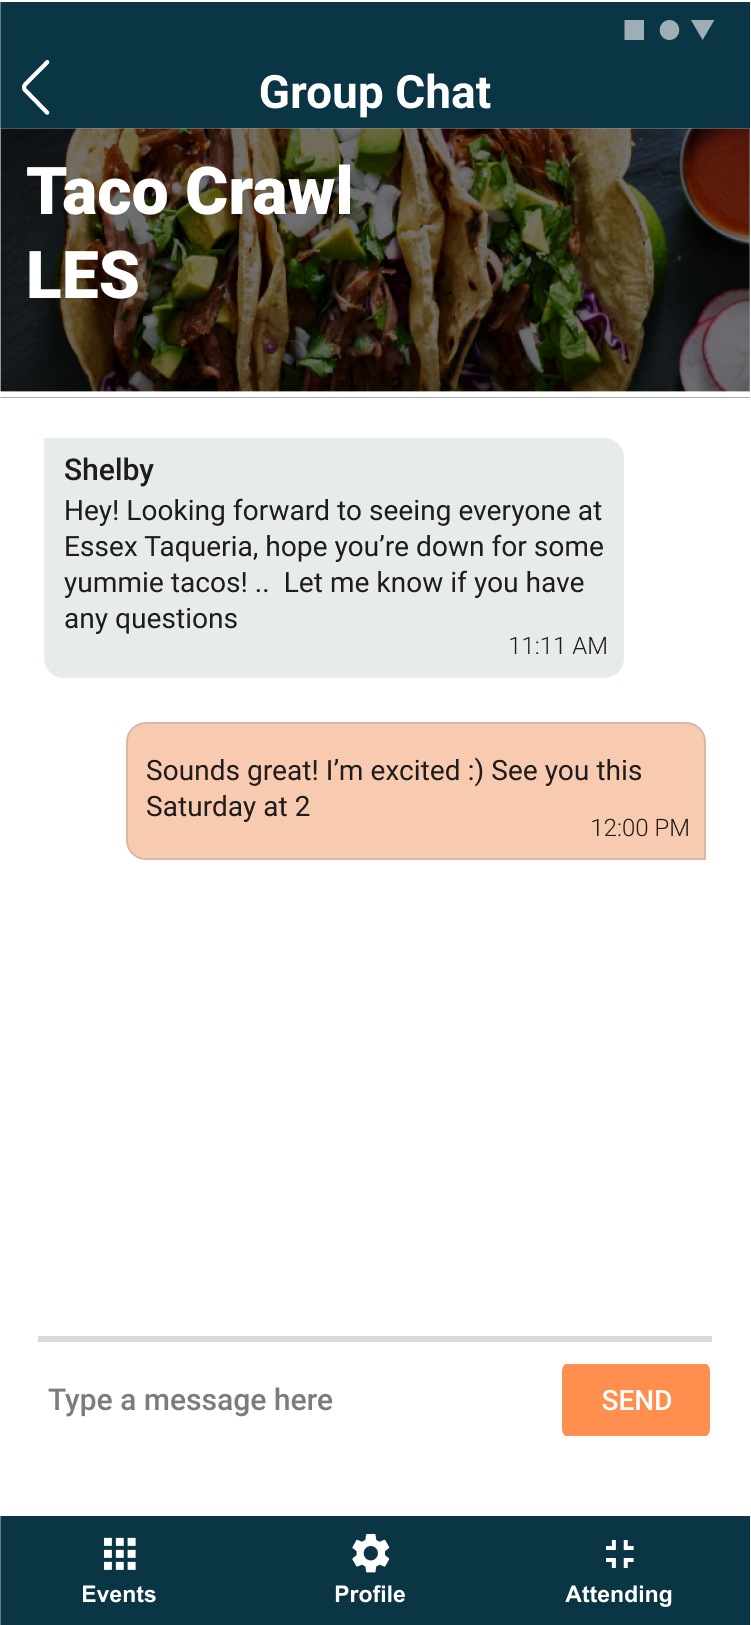 Group Chat
Taco Crawl
LES
Shelby
Hey! Looking forward to seeing everyone at
Essex Taqueria, hope you’re down for some
yummie tacos! ..  Let me know if you have
any questions
11:11 AM
Sounds great! I’m excited :) See you this
Saturday at 2
12:00 PM
Type a message here
SEND
Events
Profile
Attending